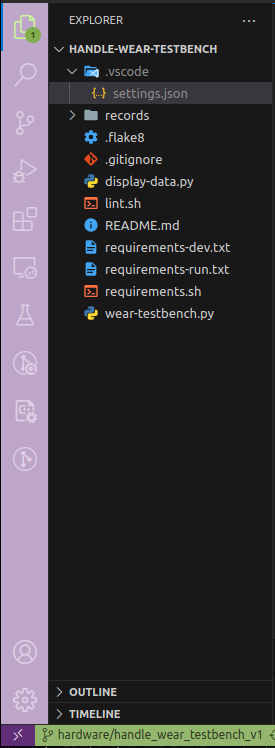 EXPLORER
1
HANDLE-WEAR-TESTBENCH
.vscode
{..} settings.json
records
.flake8
.gitignore
display-data.py
lint.sh
README.md
requirements-dev.txt
requirements-run.txt
requirements.sh
wear-testbench.py
OUTLINE
TIMELINE
hardware/handle_wear_testbench_v1